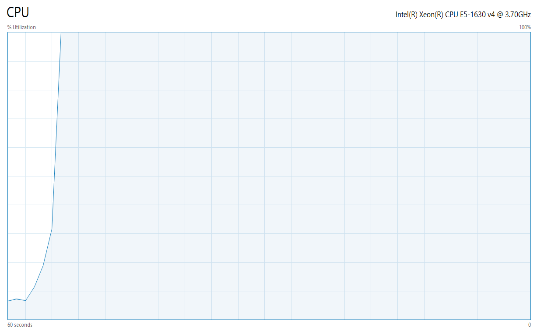 CPU
Intel(R) Xeon(R) CPU E5-1630 v4 @ 3.70GHz
% Utilization
100%
60 seconds
0